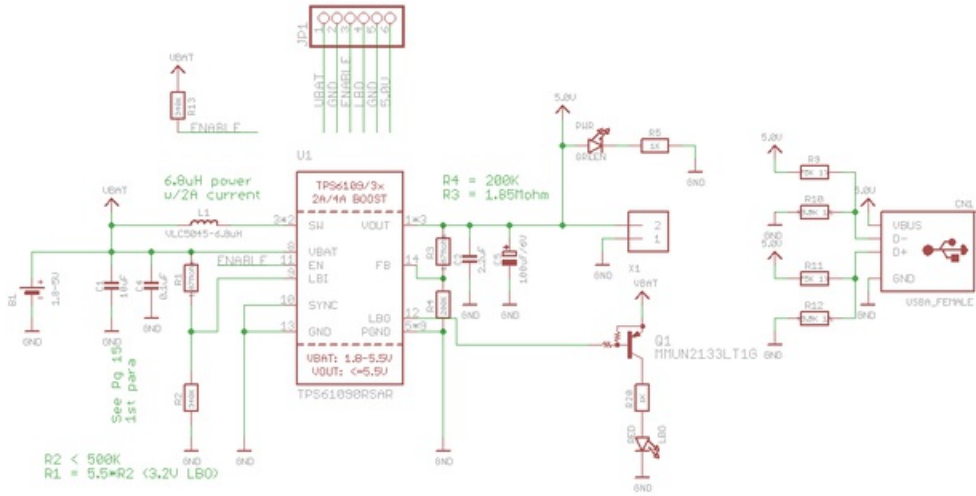 JP1
1
2
3
4
5
6
VBAT
GND
ENABLE
LBO
GND
5.0V
VBAT
R13
340K
ENABLE
U1
TPS6109/3x
2A/4A BOOST
SW
VOUT
VBAT
EN
FB
LBI
SYNC
LBO
GND
PGND
VBAT: 1.8-5.5V
VOUT: <=5.5V
TPS61090RSAR
3*2
11
10
13
1*3
14
12
5*9
6.8uH power
w/2A current
VBAT
L1
VLC5045-6.8uH
ENABLE
B1
1.8-5V
GND
C1
10uF
GND
C4
0.1uF
GND
R1
R2
340K
GND
GND
See Pg 15
1st para
R2 < 500K
R1 = 5.5*R2 (3.2V LBO)
R4 = 200K
R3 = 1.85Mohm
R3
R4
200K
GND
2.2uF
GND
100uF/6V
GND
5.0V
PWR
GREEN
R5
1K
GND
2
1
X1
GND
VBAT
Q1
MMUN2133LT1G
R20
1K
RED
LBO
GND
5.0V
R9
R10
GND
5.0V
R11
R12
GND
5.0V
CN1
VBUS
D-
D+
GND
USBA_FEMALE
GND